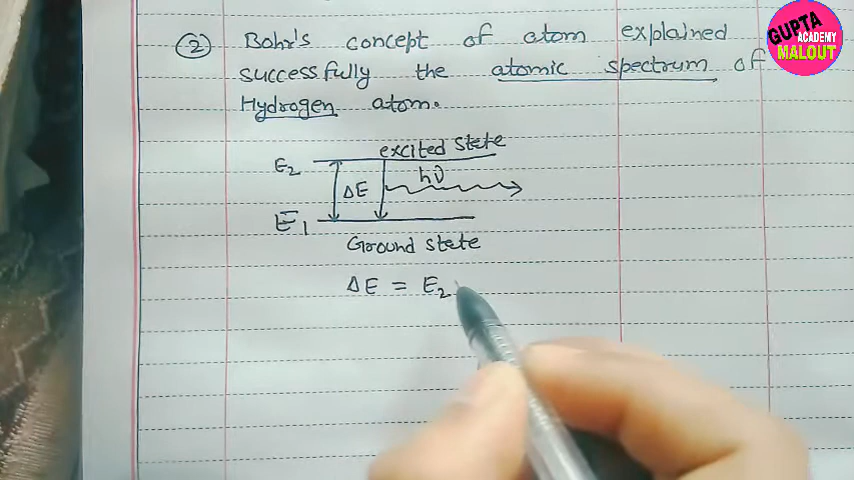 ② Bohr's concept of atom explained
successfully the atomic spectrum of
Hydrogen atom.
excited state
E₂
hν
ΔE
E₁
Ground state
ΔE = E₂
GUPTA
ACADEMY
MALOUT